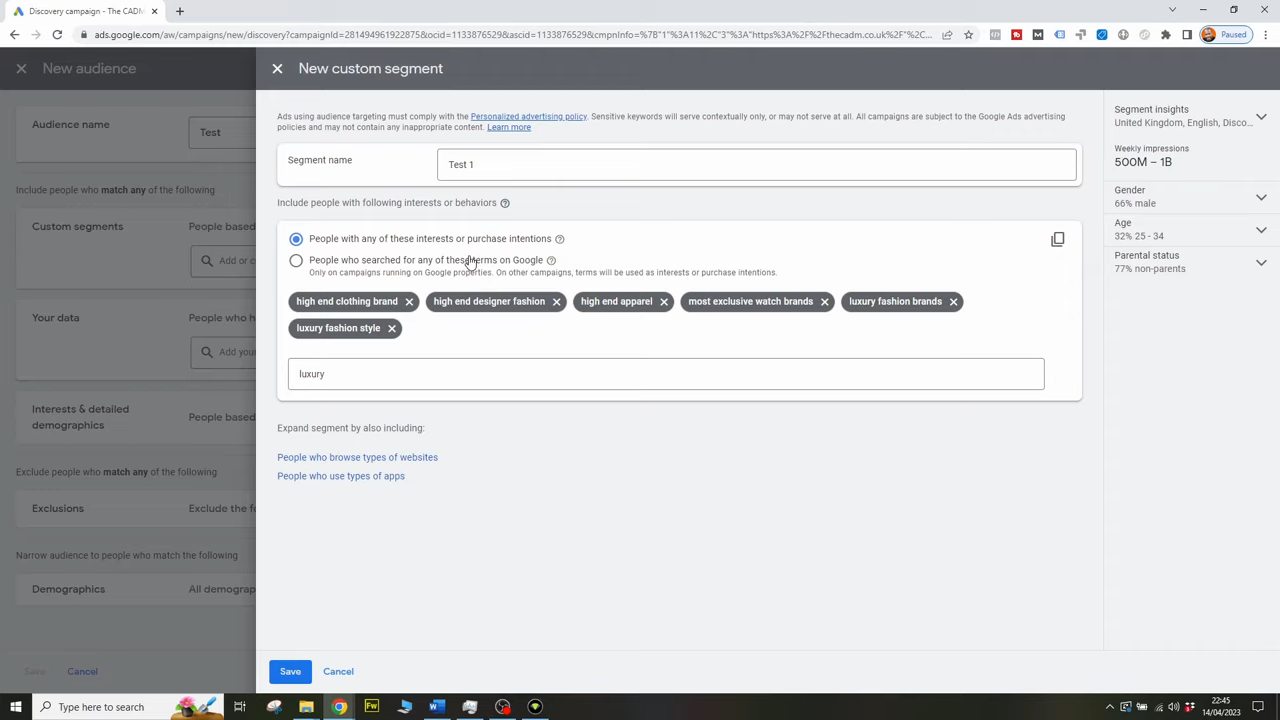 Discovery campaign - The CADM
ads.google.com/aw/campaigns/new/discovery?campaignId=281494961922875&ocid=1133876529&ascid=1133876529&cmpnInfo=%7B"1"%3A11%2C"3"%3A"https%3A%2F%2Fthecadm.co.uk%2F"%2C...
Paused
New audience
New custom segment
Ads using audience targeting must comply with the Personalized advertising policy. Sensitive keywords will serve contextually only, or may not serve at all. All campaigns are subject to the Google Ads advertising
policies and may not contain any inappropriate content. Learn more
Audience name
Test
Segment name
Test 1
Include people who match any of the following
Include people with following interests or behaviors
Custom segments
People based
Add or c
People with any of these interests or purchase intentions
People who searched for any of these terms on Google
Only on campaigns running on Google properties. On other campaigns, terms will be used as interests or purchase intentions.
high end clothing brand
high end designer fashion
high end apparel
most exclusive watch brands
luxury fashion brands
luxury fashion style
luxury
Your data
People who h
Add your
Interests & detailed
demographics
People based
Expand segment by also including:
People who browse types of websites
People who use types of apps
Exclude people who match any of the following
Exclusions
Exclude the f
Narrow audience to people who match the following
Demographics
All demograp
Save
Cancel
Save
Cancel
Segment insights
United Kingdom, English, Disco...
Weekly impressions
500M – 1B
Gender
66% male
Age
32% 25 - 34
Parental status
77% non-parents
Type here to search
Fw
22:45
14/04/2023